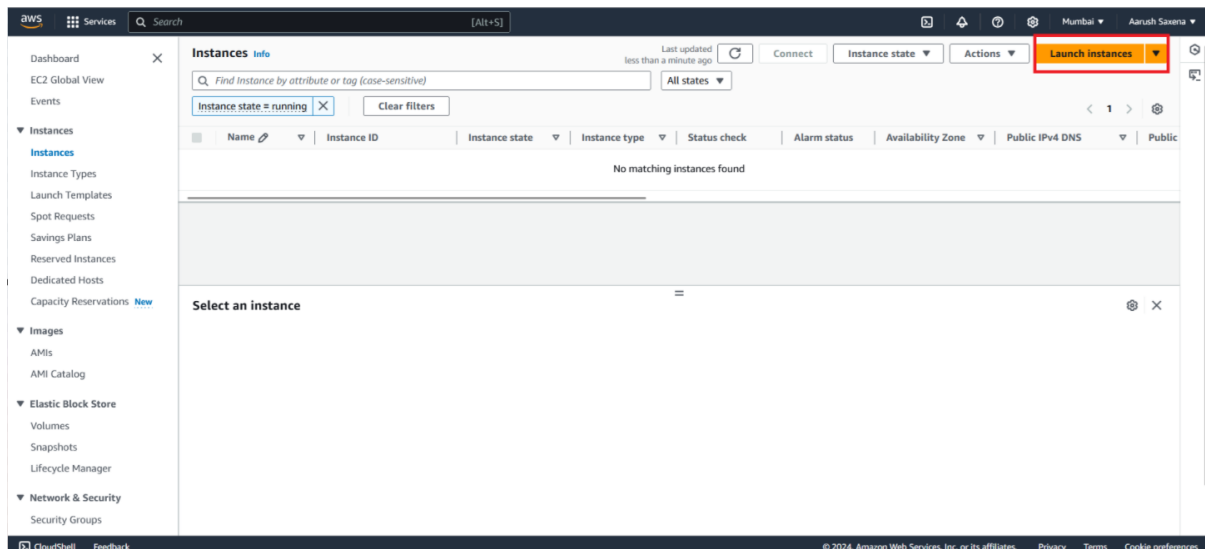 aws Services Search [Alt+S] Mumbai Aarush Saxena
Dashboard
EC2 Global View
Events
Instances
Instances
Instance Types
Launch Templates
Spot Requests
Savings Plans
Reserved Instances
Dedicated Hosts
Capacity Reservations New
Images
AMIs
AMI Catalog
Elastic Block Store
Volumes
Snapshots
Lifecycle Manager
Network & Security
Security Groups
Instances Info
Last updated
less than a minute ago
Connect Instance state Actions Launch instances
Find Instance by attribute or tag (case-sensitive) All states
Instance state = running Clear filters
1
Name Instance ID Instance state Instance type Status check Alarm status Availability Zone Public IPv4 DNS Public
No matching instances found
Select an instance
CloudShell Feedback © 2024, Amazon Web Services, Inc. or its affiliates. Privacy Terms Cookie preferences